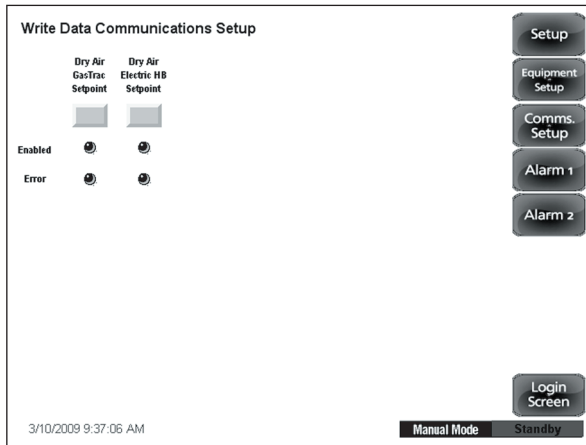 Write Data Communications Setup
Dry Air
GasTrac
Setpoint
Dry Air
Electric HB
Setpoint
Enabled
Error
Setup
Equipment
Setup
Comms.
Setup
Alarm 1
Alarm 2
Login
Screen
3/10/2009 9:37:06 AM
Manual Mode
Standby